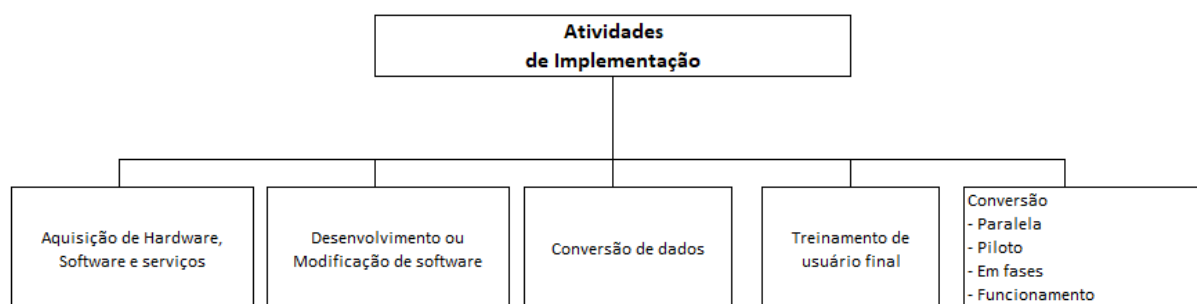 Atividades
de Implementação
Aquisição de Hardware,
Software e serviços
Desenvolvimento ou
Modificação de software
Conversão de dados
Treinamento de
usuário final
Conversão
- Paralela
- Piloto
- Em fases
- Funcionamento